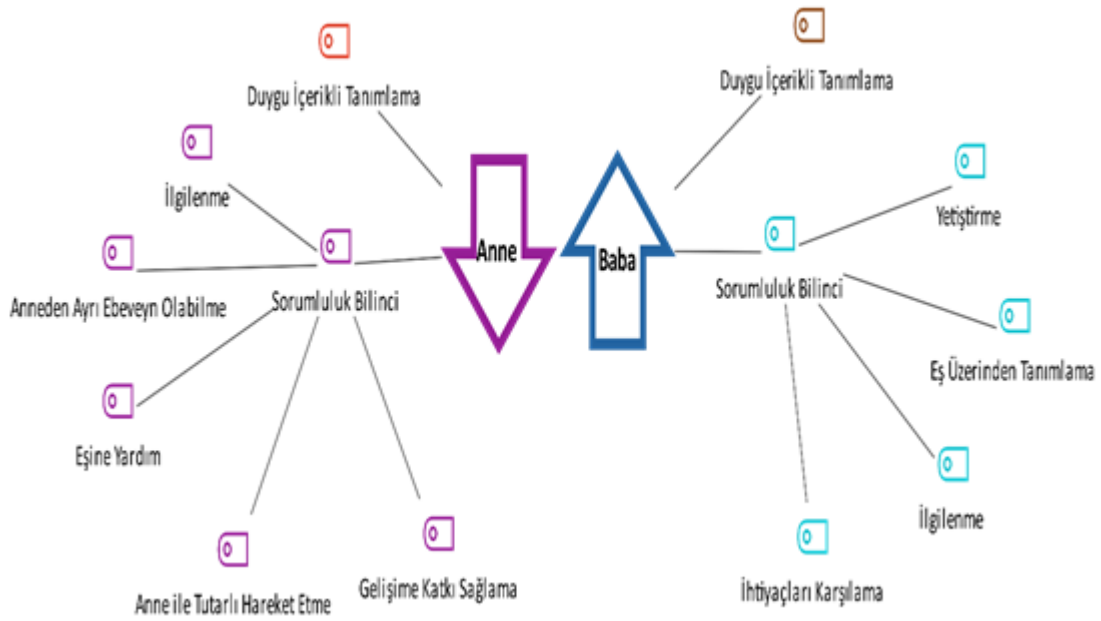 Duygu İçerikli Tanımlama
Duygu İçerikli Tanımlama
İlgilenme
Yetiştirme
Anne
Baba
Anneden Ayrı Ebeveyn Olabilme
Sorumluluk Bilinci
Sorumluluk Bilinci
Eş Üzerinden Tanımlama
Eşine Yardım
İlgilenme
Anne ile Tutarlı Hareket Etme
Gelişime Katkı Sağlama
İhtiyaçları Karşılama